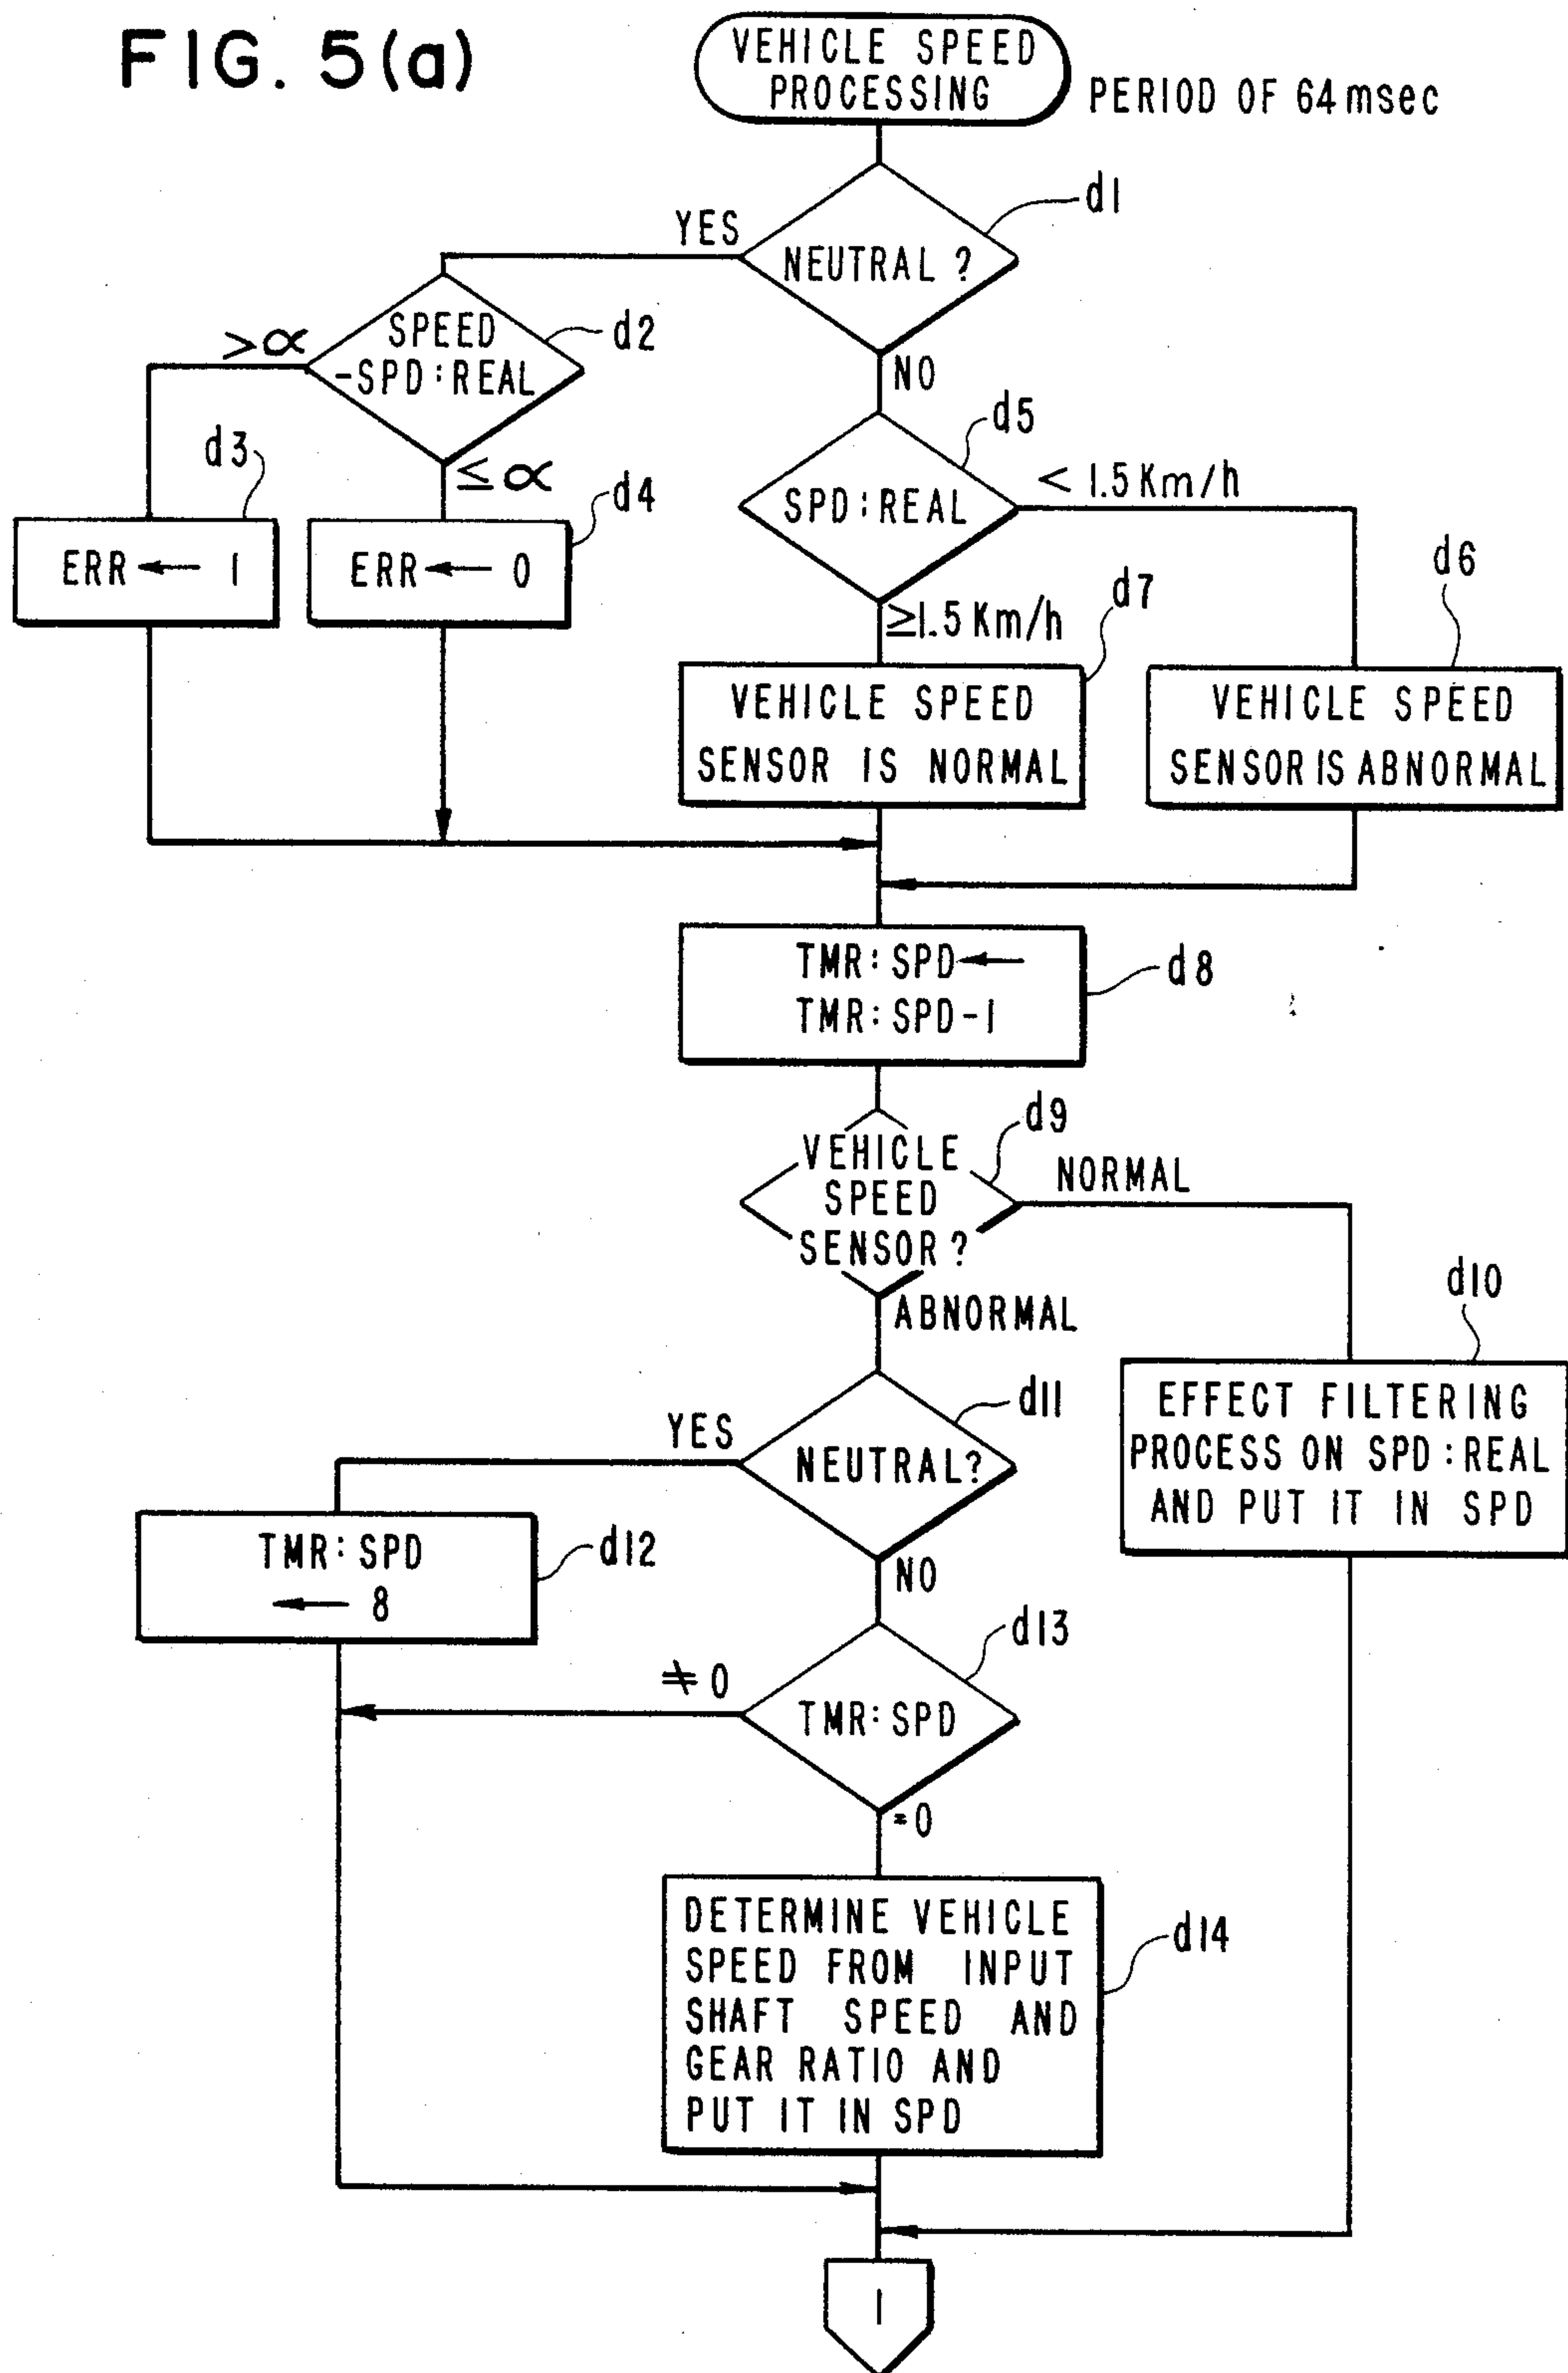 FIG. 5(a)
VEHICLE SPEED
PROCESSING
PERIOD OF 64msec
d1
NEUTRAL ?
YES
NO
d2
SPEED
-SPD:REAL
>α
≤ α
d3
ERR ← 1
d4
ERR ← 0
d5
SPD:REAL
< 1.5Km/h
≥1.5Km/h
d6
VEHICLE SPEED
SENSOR IS ABNORMAL
d7
VEHICLE SPEED
SENSOR IS NORMAL
d8
TMR:SPD ←
TMR:SPD-1
d9
VEHICLE
SPEED
SENSOR?
NORMAL
ABNORMAL
d10
EFFECT FILTERING
PROCESS ON SPD:REAL
AND PUT IT IN SPD
d11
NEUTRAL?
YES
NO
d12
TMR:SPD
← 8
d13
TMR:SPD
≠ 0
=0
d14
DETERMINE VEHICLE
SPEED FROM INPUT
SHAFT SPEED AND
GEAR RATIO AND
PUT IT IN SPD
1